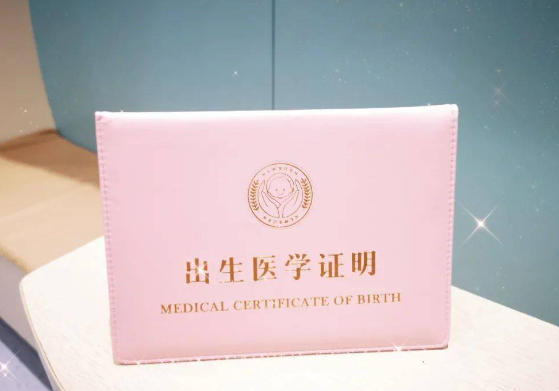 出生医学证明
MEDICAL CERTIFICATE OF BIRTH